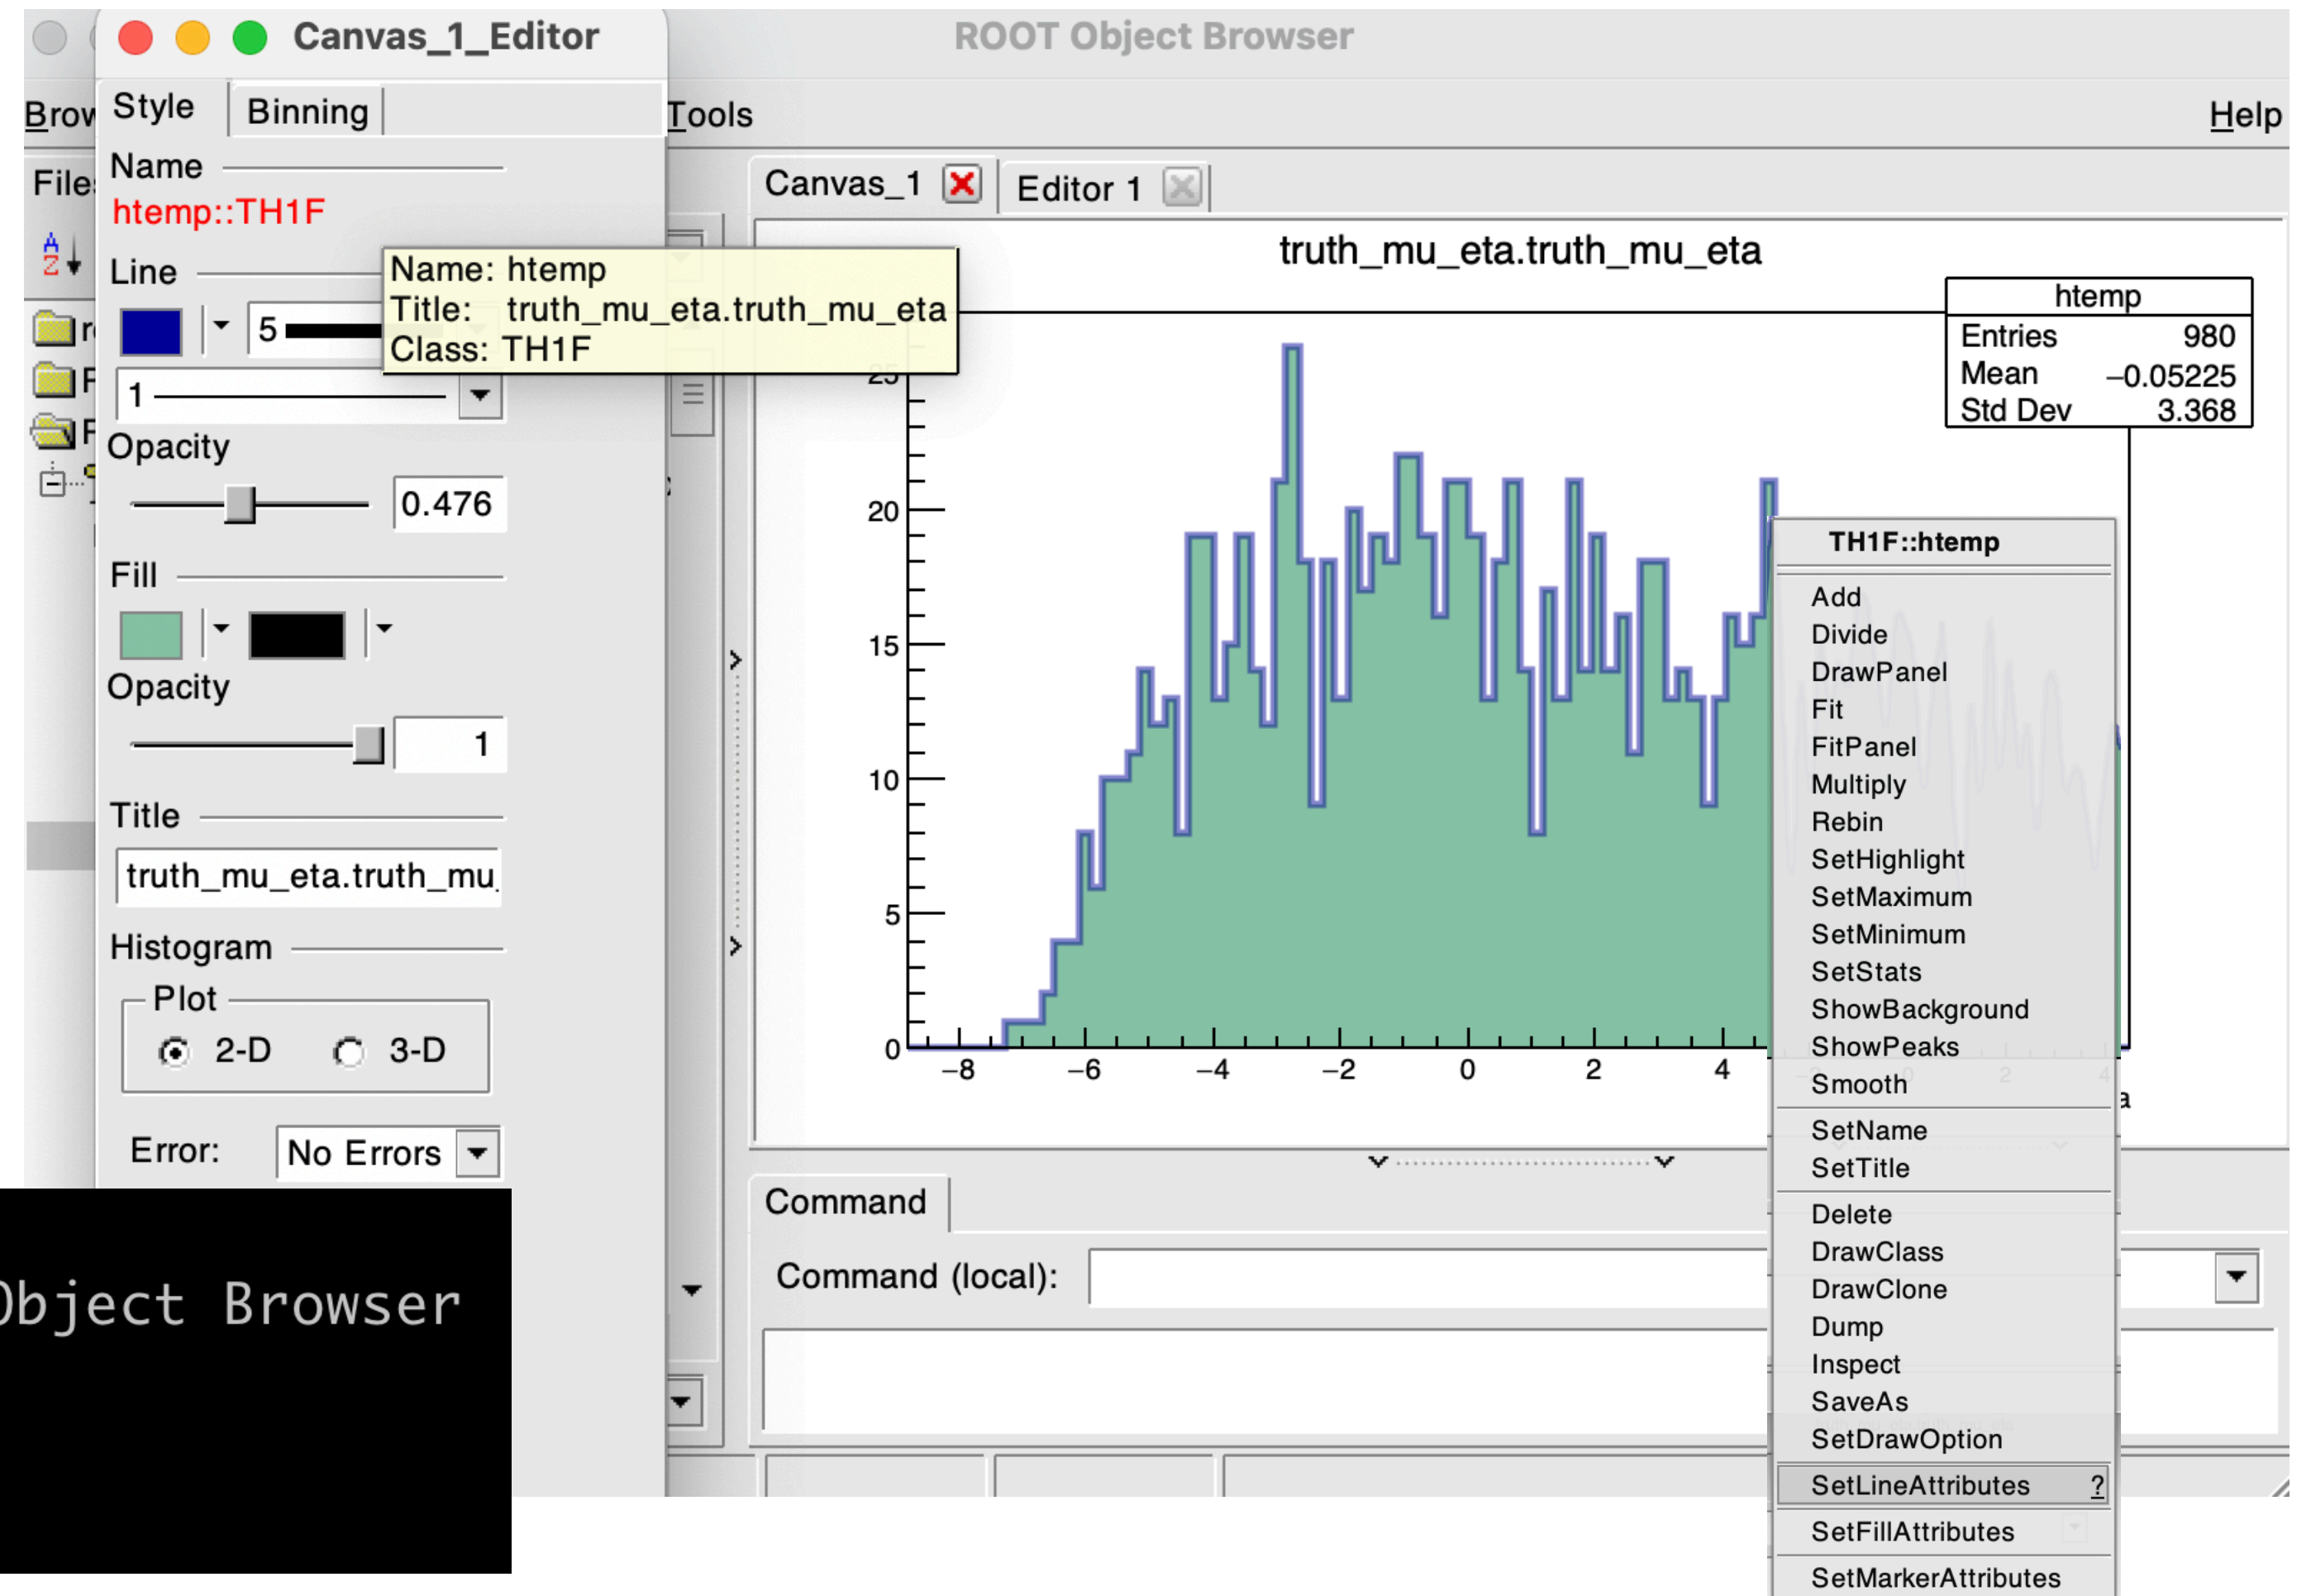 Canvas_1_Editor
ROOT Object Browser
Brow
Tools
Help
Style
Binning
Name
htemp::TH1F
Line
5
1
Opacity
0.476
Fill
Opacity
1
Title
truth_mu_eta.truth_mu
Histogram
Plot
2-D 3-D
Error: No Errors
Object Browser
Files
A
Z
Name: htemp
Title: truth_mu_eta.truth_mu_eta
Class: TH1F
Canvas_1
Editor 1
truth_mu_eta.truth_mu_eta
htemp
Entries 980
Mean −0.05225
Std Dev 3.368
25
20
15
10
5
0
−8 −6 −4 −2 0 2 4
a
Command
Command (local):
TH1F::htemp
Add
Divide
DrawPanel
Fit
FitPanel
Multiply
Rebin
SetHighlight
SetMaximum
SetMinimum
SetStats
ShowBackground
ShowPeaks
Smooth
SetName
SetTitle
Delete
DrawClass
DrawClone
Dump
Inspect
SaveAs
SetDrawOption
SetLineAttributes ?
SetFillAttributes
SetMarkerAttributes